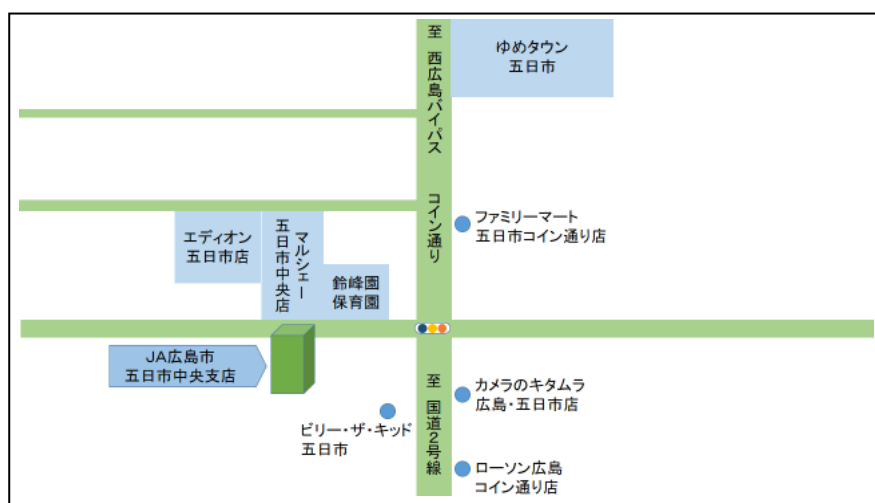 至 西広島バイパス
ゆめタウン
五日市
コイン通り
ファミリーマート
五日市コイン通り店
エディオン
五日市店
マルシェー
五日市中央店
鈴峰園
保育園
JA広島市
五日市中央支店
至 国道2号線
カメラのキタムラ
広島・五日市店
ビリー・ザ・キッド
五日市
ローソン広島
コイン通り店